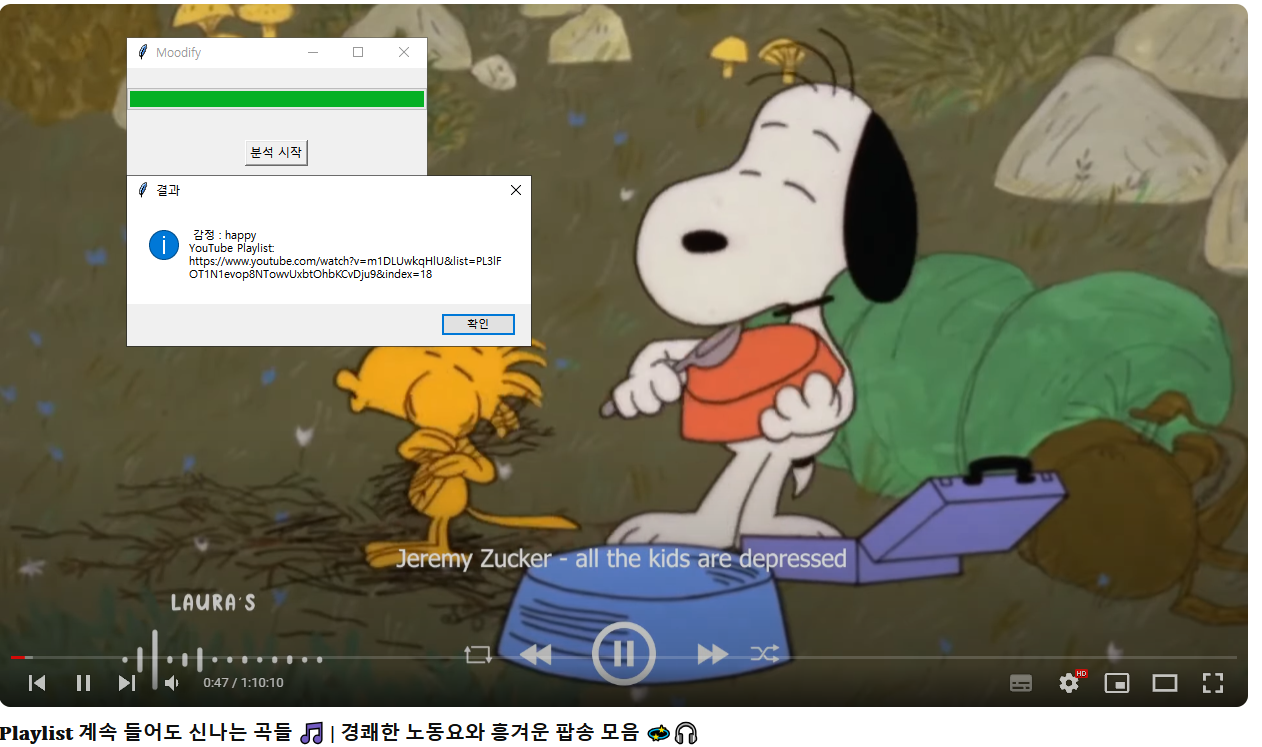 Moodify
분석 시작
결과
감정 : happy
YouTube Playlist:
https://www.youtube.com/watch?v=m1DLUwkqHlU&list=PL3lF
OT1N1evop8NTowvUxbtOhbKCvDju9&index=18
확인
Jeremy Zucker - all the kids are depressed
LAURA'S
0:47 / 1:10:10
HD
Playlist 계속 들어도 신나는 곡들 🎵 | 경쾌한 노동요와 흥겨운 팝송 모음 💫🎧